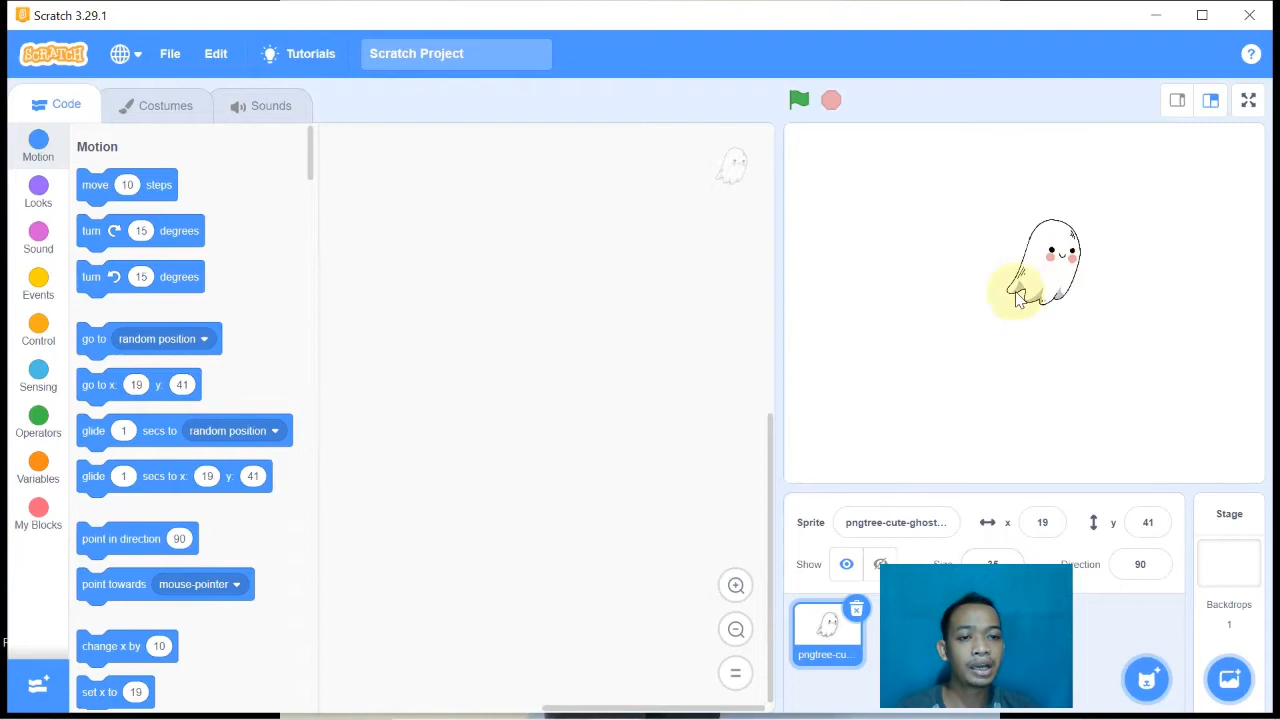 Scratch 3.29.1
SCRATCH
File
Edit
Tutorials
Scratch Project
?
Code
Costumes
Sounds
Motion
Looks
Sound
Events
Control
Sensing
Operators
Variables
My Blocks
Motion
move 10 steps
turn 15 degrees
turn 15 degrees
go to random position
go to x: 19 y: 41
glide 1 secs to random position
glide 1 secs to x: 19 y: 41
point in direction 90
point towards mouse-pointer
change x by 10
set x to 19
Sprite pngtree-cute-ghost... x 19 y 41
Show Direction 90
pngtree-cu...
Stage
Backdrops
1